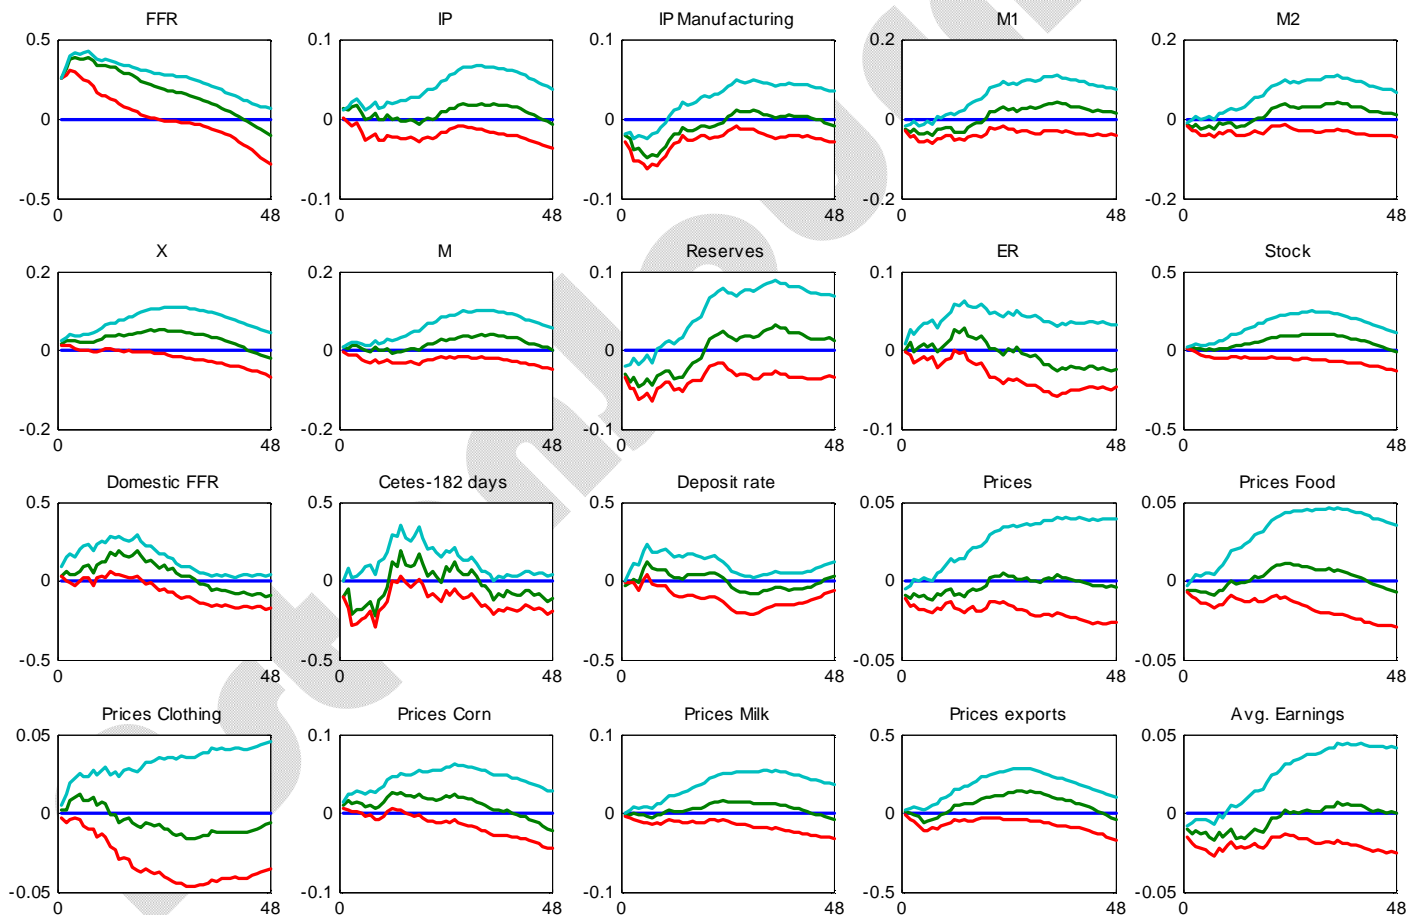 FFR IP IP Manufacturing M1 M2
0.5 0.1 0.1 0.2 0.2
0 0 0 0 0
-0.5 -0.1 -0.1 -0.2 -0.2
0 48 0 48 0 48 0 48 0 48
X M Reserves ER Stock
0.2 0.2 0.1 0.1 0.5
0 0 0 0 0
-0.2 -0.2 -0.1 -0.1 -0.5
0 48 0 48 0 48 0 48 0 48
Domestic FFR Cetes-182 days Deposit rate Prices Prices Food
0.5 0.5 0.5 0.05 0.05
0 0 0 0 0
-0.5 -0.5 -0.5 -0.05 -0.05
0 48 0 48 0 48 0 48 0 48
Prices Clothing Prices Corn Prices Milk Prices exports Avg. Earnings
0.05 0.1 0.1 0.5 0.05
0 0 0 0 0
-0.05 -0.1 -0.1 -0.5 -0.05
0 48 0 48 0 48 0 48 0 48